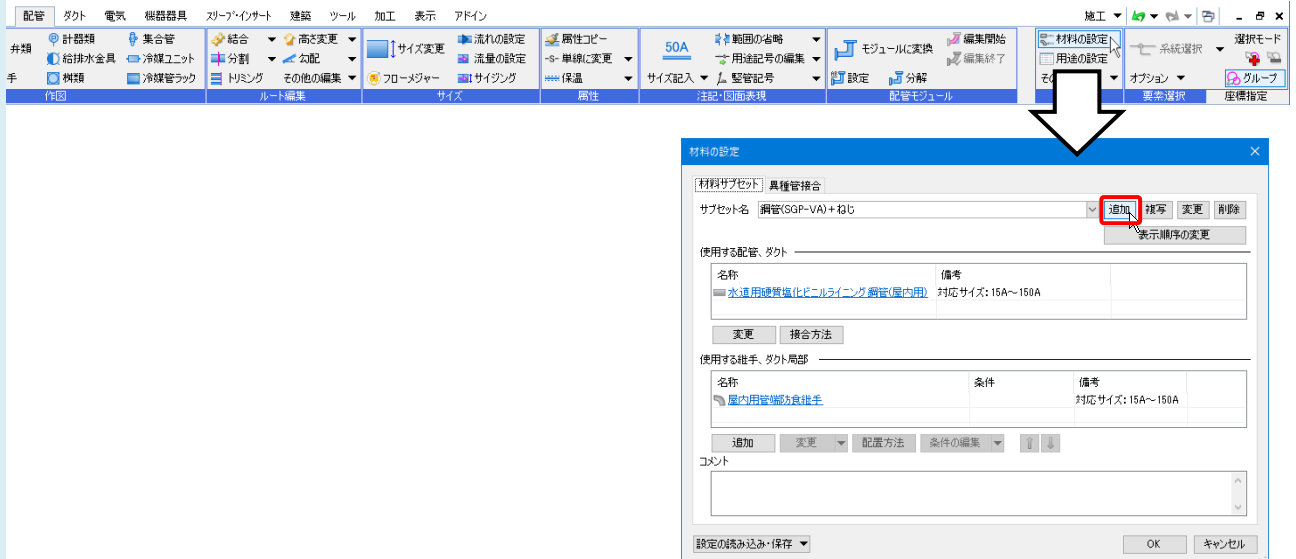 配管 ダクト 電気 機器器具 スリーブ・インサート 建築 ツール 加工 表示 アドイン 施工
弁類 計器類 集合管 結合 高さ変更 サイズ変更 流れの設定 属性コピー 50A 範囲の省略 モジュールに変換 編集開始 材料の設定 系統選択 選択モード
給排水金具 冷媒ユニット 分割 勾配 流量の設定 -S- 単線に変更 用途記号の編集 編集終了 用途の設定
手 桝類 冷媒管ラック トリミング その他の編集 フローメジャー サイジング 保温 サイズ記入 竪管記号 設定 分解 そ オプション グループ
作図 ルート編集 サイズ 属性 注記・図面表現 配管モジュール 要素選択 座標指定
材料の設定
材料サブセット 異種管接合
サブセット名 鋼管(SGP-VA)+ねじ 追加 複写 変更 削除
表示順序の変更
使用する配管、ダクト
名称 備考
水道用硬質塩化ビニルライニング鋼管(屋内用) 対応サイズ:15A～150A
変更 接合方法
使用する継手、ダクト局部
名称 条件 備考
屋内用管端防食継手 対応サイズ:15A～150A
追加 変更 配置方法 条件の編集
コメント
設定の読み込み・保存 OK キャンセル